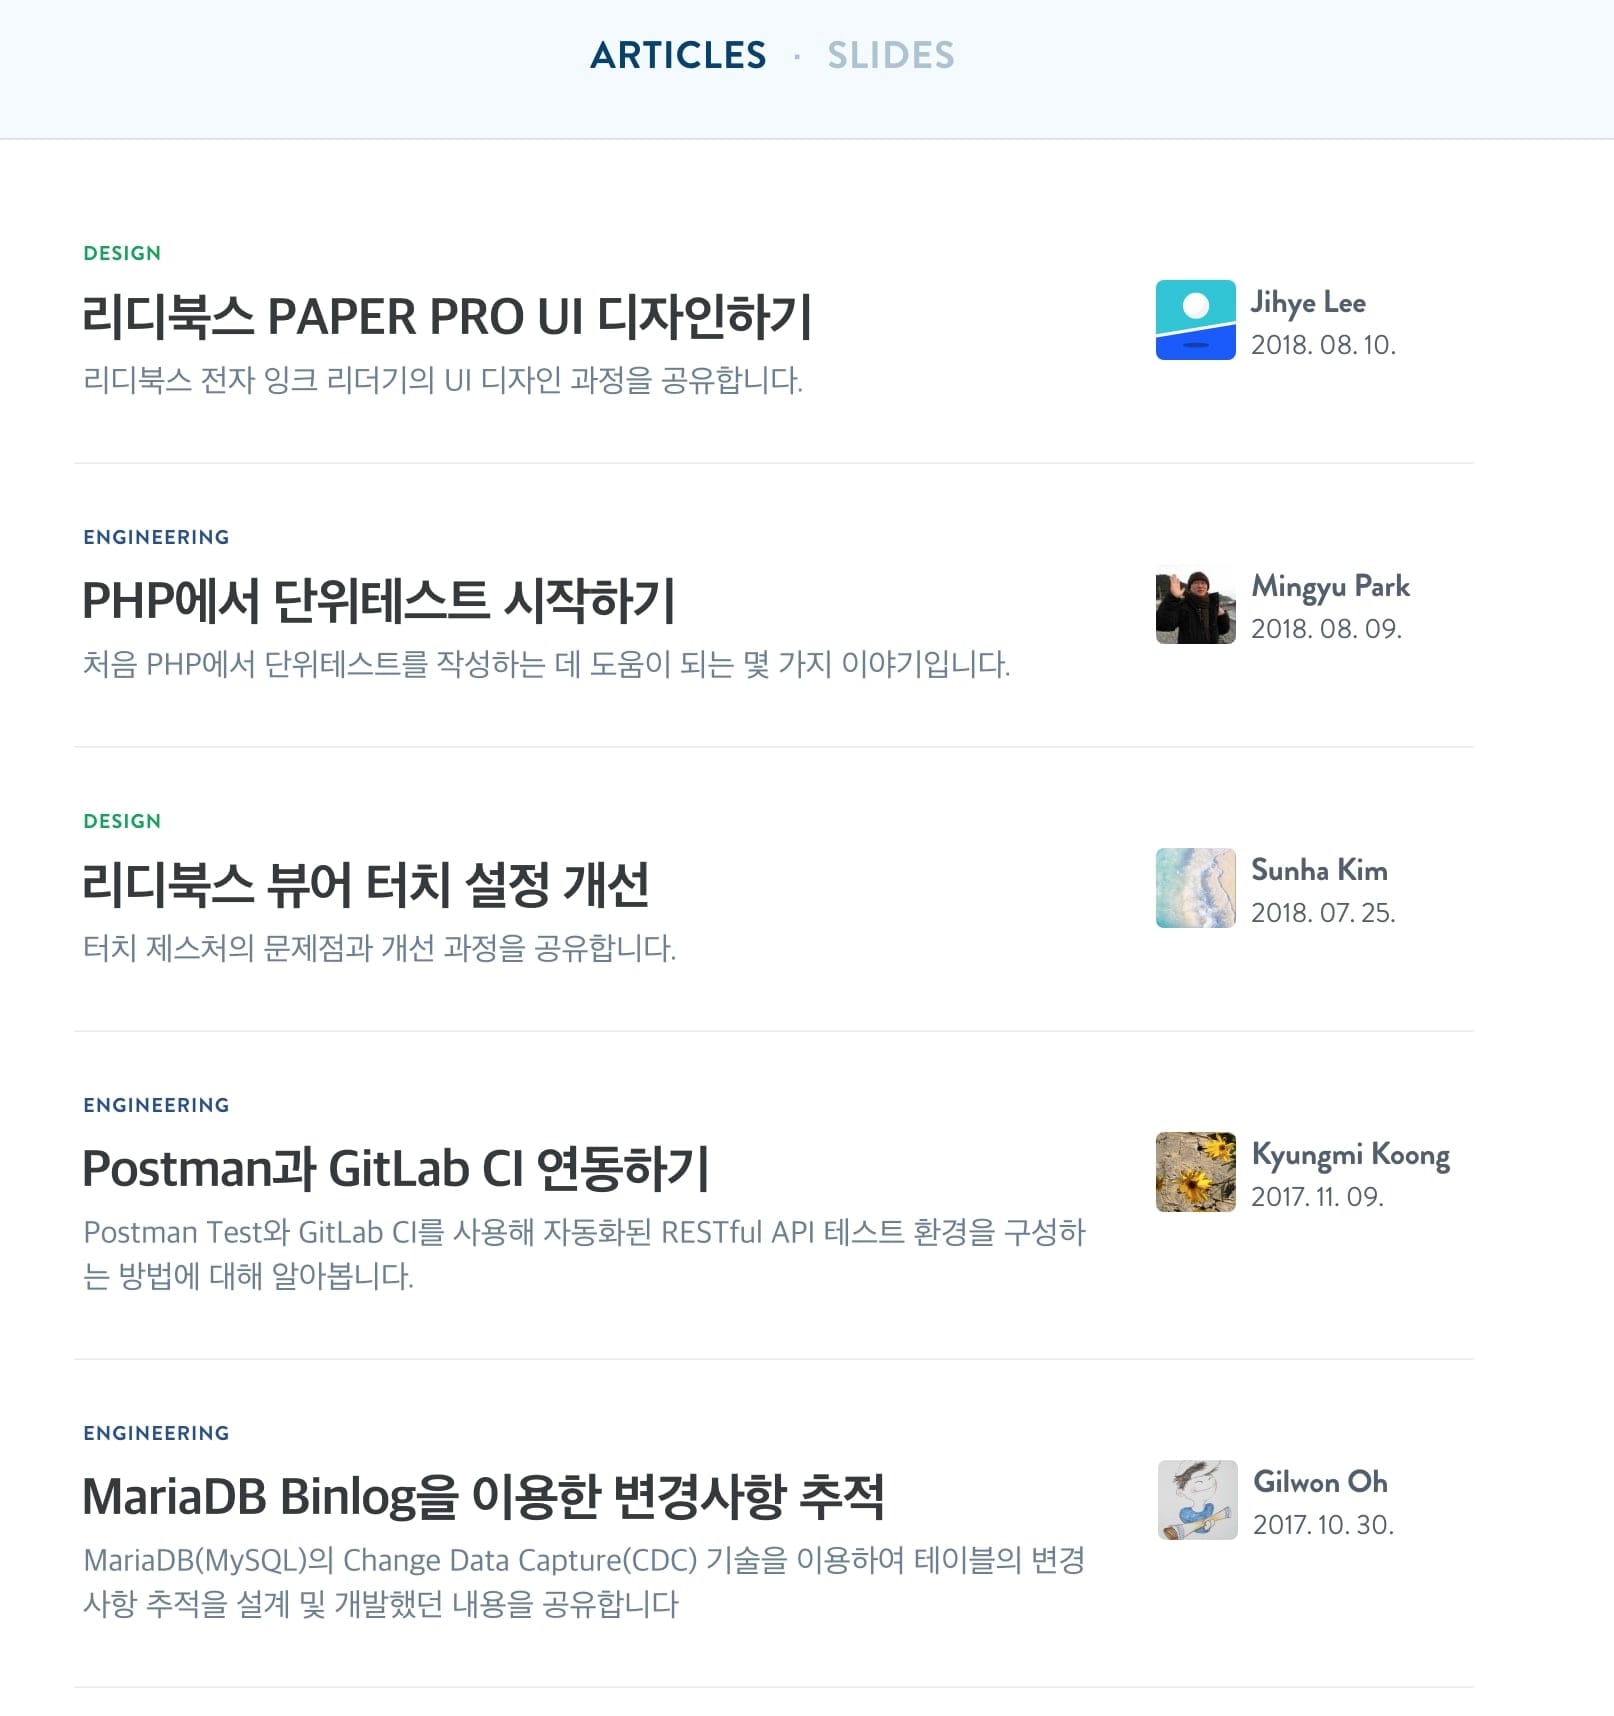 ARTICLES · SLIDES
DESIGN
리디북스 PAPER PRO UI 디자인하기
리디북스 전자 잉크 리더기의 UI 디자인 과정을 공유합니다.
Jihye Lee
2018. 08. 10.
ENGINEERING
PHP에서 단위테스트 시작하기
처음 PHP에서 단위테스트를 작성하는 데 도움이 되는 몇 가지 이야기입니다.
Mingyu Park
2018. 08. 09.
DESIGN
리디북스 뷰어 터치 설정 개선
터치 제스처의 문제점과 개선 과정을 공유합니다.
Sunha Kim
2018. 07. 25.
ENGINEERING
Postman과 GitLab CI 연동하기
Postman Test와 GitLab CI를 사용해 자동화된 RESTful API 테스트 환경을 구성하
는 방법에 대해 알아봅니다.
Kyungmi Koong
2017. 11. 09.
ENGINEERING
MariaDB Binlog을 이용한 변경사항 추적
MariaDB(MySQL)의 Change Data Capture(CDC) 기술을 이용하여 테이블의 변경
사항 추적을 설계 및 개발했던 내용을 공유합니다
Gilwon Oh
2017. 10. 30.